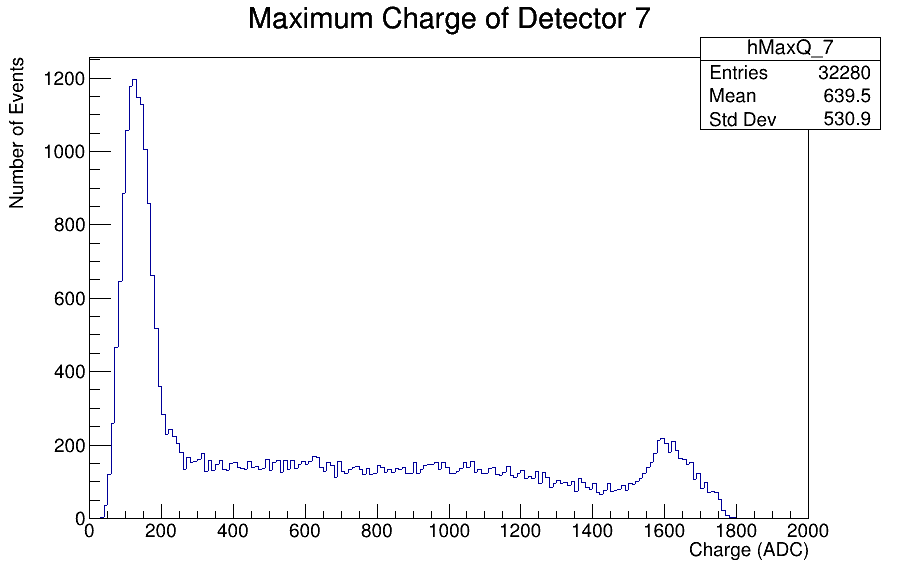 Maximum Charge of Detector 7
hMaxQ_7
Entries 32280
Mean 639.5
Std Dev 530.9
Number of Events
1200
1000
800
600
400
200
0
0 200 400 600 800 1000 1200 1400 1600 1800 2000
Charge (ADC)